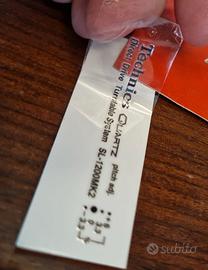 Technics
Direct Drive Turntable System SL-1200MK2
QUARTZ
pitch adj.
subito